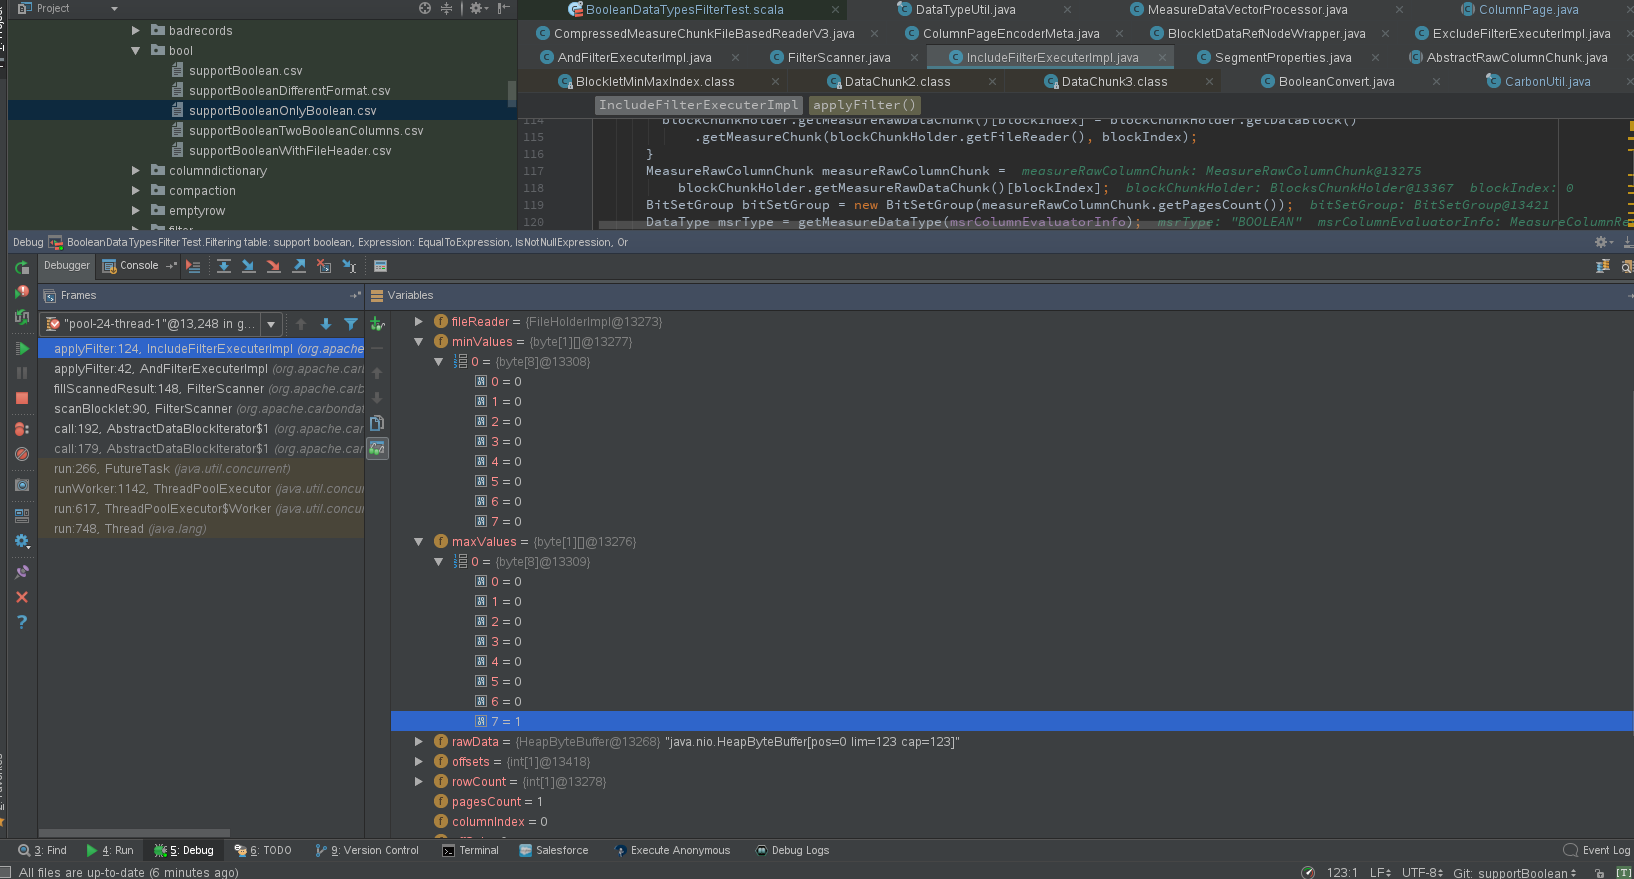 Project
badrecords
bool
supportBoolean.csv
supportBooleanDifferentFormat.csv
supportBooleanOnlyBoolean.csv
supportBooleanTwoBooleanColumns.csv
supportBooleanWithFileHeader.csv
columndictionary
compaction
emptyrow
filter
BooleanDataTypesFilterTest.scala DataTypeUtil.java MeasureDataVectorProcessor.java ColumnPage.java
CompressedMeasureChunkFileBasedReaderV3.java ColumnPageEncoderMeta.java BlockletDataRefNodeWrapper.java ExcludeFilterExecuterImpl.java
AndFilterExecuterImpl.java FilterScanner.java IncludeFilterExecuterImpl.java SegmentProperties.java AbstractRawColumnChunk.java
BlockletMinMaxIndex.class DataChunk2.class DataChunk3.class BooleanConvert.java CarbonUtil.java
IncludeFilterExecuterImpl applyFilter()
114 blockChunkHolder.getMeasureRawDataChunk()[blockIndex] = blockChunkHolder.getDataBlock()
115 .getMeasureChunk(blockChunkHolder.getFileReader(), blockIndex);
116 }
117 MeasureRawColumnChunk measureRawColumnChunk = measureRawColumnChunk: MeasureRawColumnChunk@13275
118 blockChunkHolder.getMeasureRawDataChunk()[blockIndex]; blockChunkHolder: BlocksChunkHolder@13367 blockIndex: 0
119 BitSetGroup bitSetGroup = new BitSetGroup(measureRawColumnChunk.getPagesCount()); bitSetGroup: BitSetGroup@13421
120 DataType msrType = getMeasureDataType(msrColumnEvaluatorInfo); msrType: "BOOLEAN" msrColumnEvaluatorInfo: MeasureColumnRe
Debug BooleanDataTypesFilterTest.Filtering table: support boolean, Expression: EqualToExpression, IsNotNullExpression, Or
Debugger Console
Frames
"pool-24-thread-1"@13,248 in g...
applyFilter:124, IncludeFilterExecuterImpl (org.apache
applyFilter:42, AndFilterExecuterImpl (org.apache.cark
fillScannedResult:148, FilterScanner (org.apache.carb
scanBlocklet:90, FilterScanner (org.apache.carbondat
call:192, AbstractDataBlockIterator$1 (org.apache.car
call:179, AbstractDataBlockIterator$1 (org.apache.car
run:266, FutureTask (java.util.concurrent)
runWorker:1142, ThreadPoolExecutor (java.util.concu
run:617, ThreadPoolExecutor$Worker (java.util.concu
run:748, Thread (java.lang)
Variables
fileReader = {FileHolderImpl@13273}
minValues = {byte[1][]@13277}
0 = {byte[8]@13308}
0 = 0
1 = 0
2 = 0
3 = 0
4 = 0
5 = 0
6 = 0
7 = 0
maxValues = {byte[1][]@13276}
0 = {byte[8]@13309}
0 = 0
1 = 0
2 = 0
3 = 0
4 = 0
5 = 0
6 = 0
7 = 1
rawData = {HeapByteBuffer@13268} "java.nio.HeapByteBuffer[pos=0 lim=123 cap=123]"
offsets = {int[1]@13418}
rowCount = {int[1]@13278}
pagesCount = 1
columnIndex = 0
3: Find 4: Run 5: Debug 6: TODO 9: Version Control Terminal Salesforce Execute Anonymous Debug Logs Event Log
All files are up-to-date (6 minutes ago) 123:1 LF UTF-8 Git: supportBoolean [T]